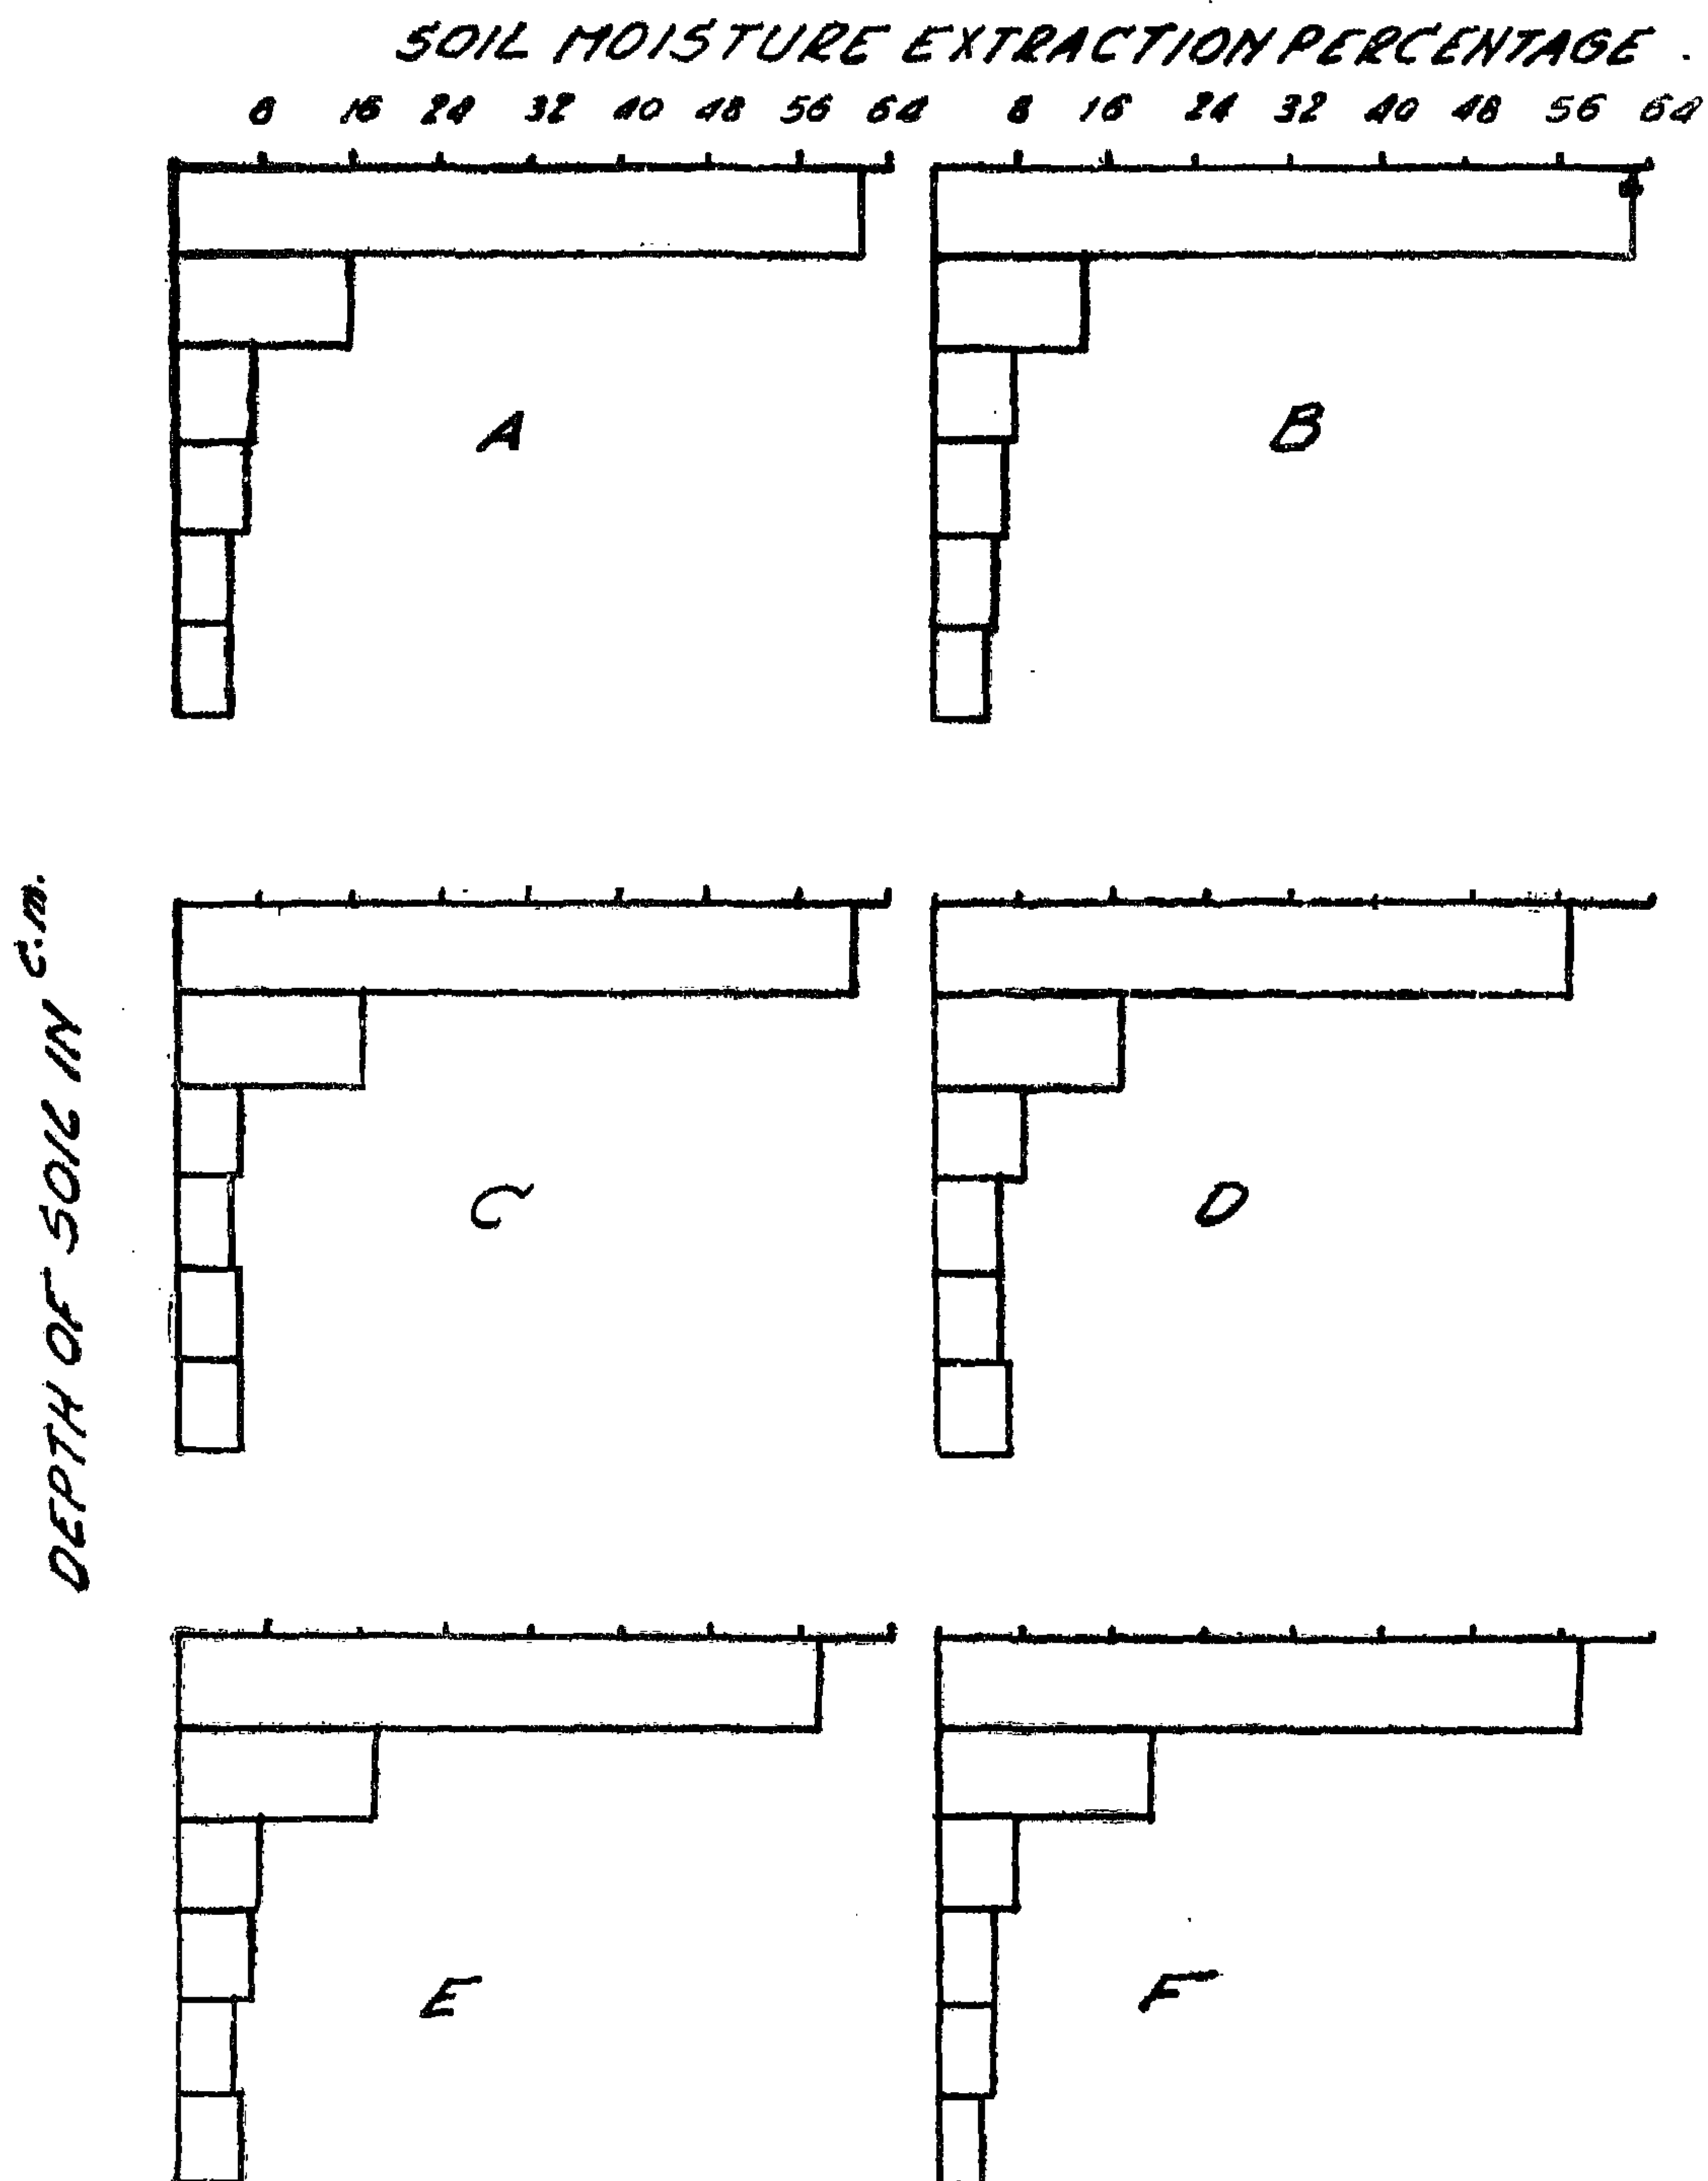 SOIL MOISTURE EXTRACTION PERCENTAGE.
8 16 24 32 40 48 56 64 8 16 24 32 40 48 56 64
A
B
DEPTH OF SOIL IN C.M.
C
D
E
F